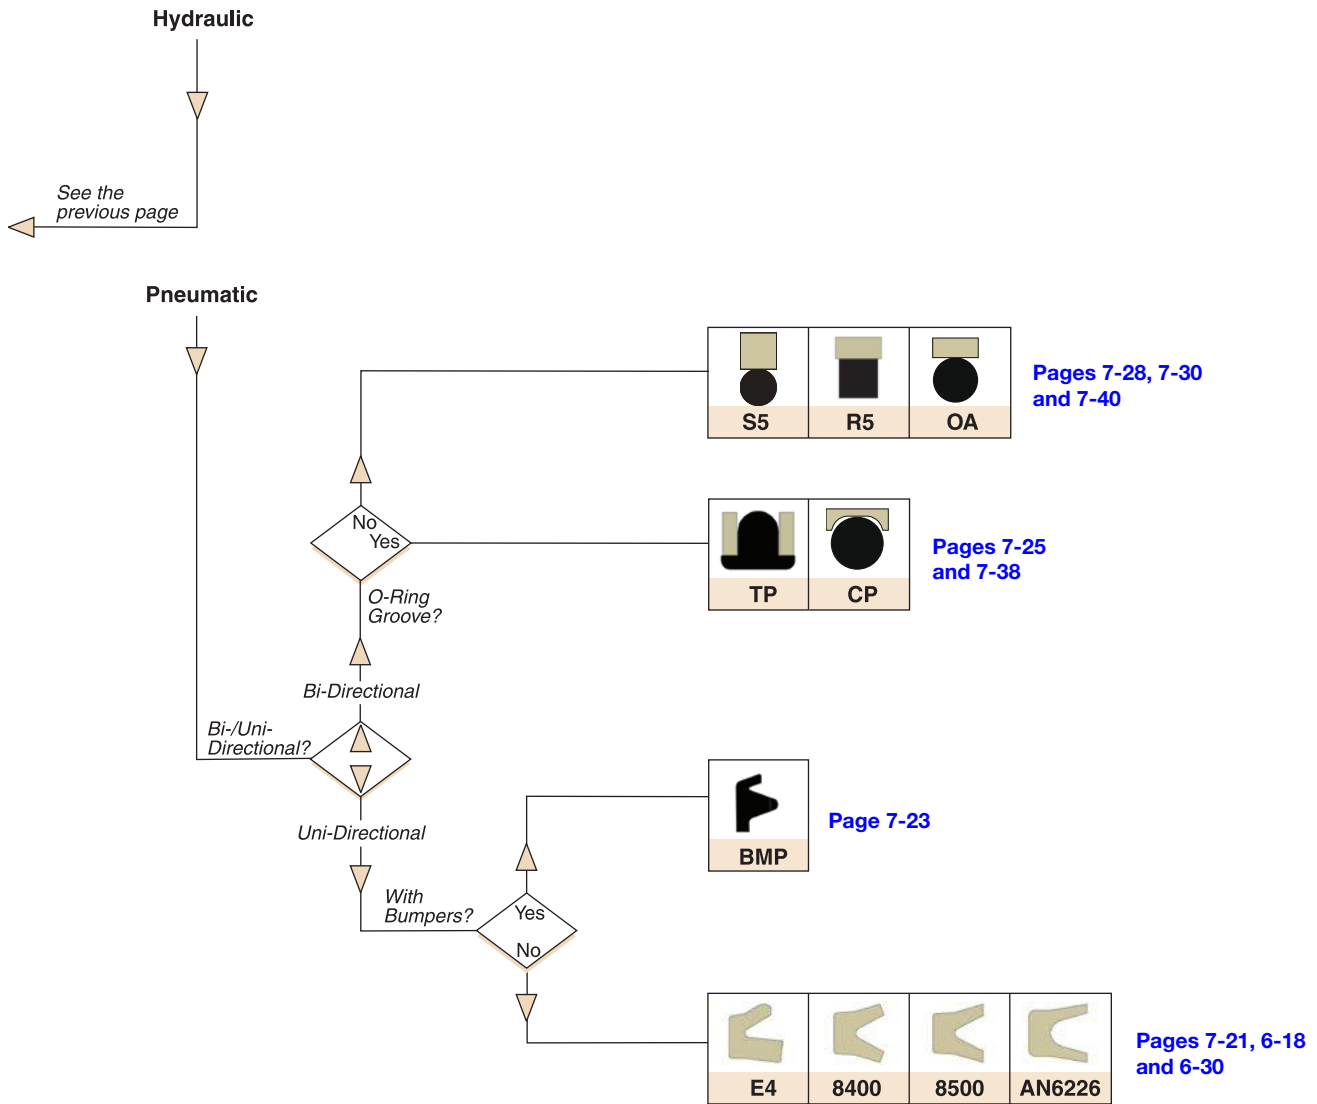 Hydraulic
See the
previous page
Pneumatic
S5
R5
OA
Pages 7-28, 7-30
and 7-40
No
Yes
TP
CP
Pages 7-25
and 7-38
O-Ring
Groove?
Bi-Directional
Bi-/Uni-
Directional?
Uni-Directional
BMP
Page 7-23
With
Bumpers?
Yes
No
E4
8400
8500
AN6226
Pages 7-21, 6-18
and 6-30